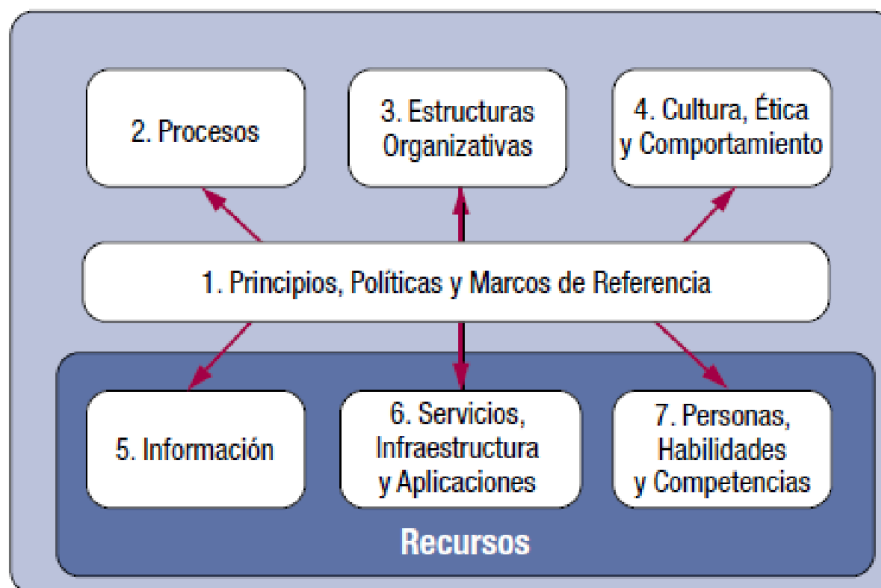 2. Procesos
3. Estructuras
Organizativas
4. Cultura, Ética
y Comportamiento
1. Principios, Políticas y Marcos de Referencia
5. Información
6. Servicios,
Infraestructura
y Aplicaciones
7. Personas,
Habilidades
y Competencias
Recursos